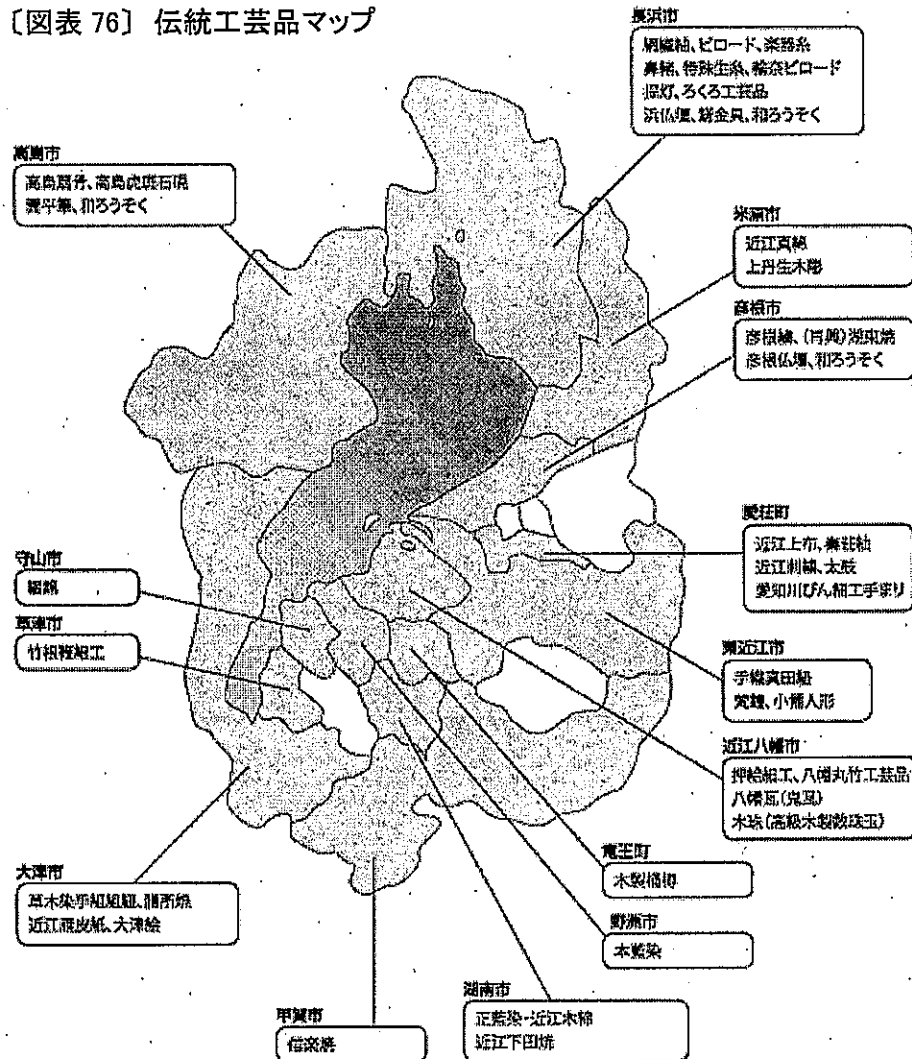 〔図表 76〕 伝統工芸品マップ
長浜市
網織紬、ビロード、楽器糸
鼻緒、特殊生糸、輪奈ビロード
提灯、ろくろ工芸品
浜仏壇、錺金具、和ろうそく
高島市
高島扇骨、高島虎斑石硯
雲平筆、和ろうそく
米原市
近江真綿
上丹生木彫
彦根市
彦根繍、(再興)湖東焼
彦根仏壇、和ろうそく
愛荘町
近江上布、秦荘紬
近江刺繍、太鼓
愛知川びん細工手まり
守山市
組紐
草津市
竹根鞭細工
東近江市
手織真田紐
梵鐘、小幡人形
近江八幡市
押絵細工、八幡丸竹工芸品
八幡瓦(鬼瓦)
木珠(高級木製数珠玉)
竜王町
木製桶樽
大津市
草木染手組組紐、膳所焼
近江雁皮紙、大津絵
野洲市
本藍染
湖南市
正藍染・近江木綿
近江下田焼
甲賀市
信楽焼